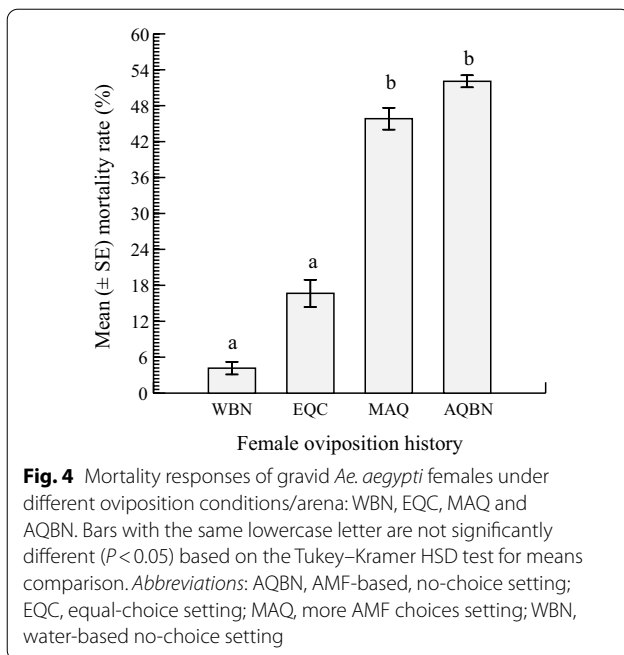 Mean (± SE) mortality rate (%)
60
54
48
42
36
30
24
18
12
6
0
a
a
b
b
WBN EQC MAQ AQBN
Female oviposition history
Fig. 4 Mortality responses of gravid Ae. aegypti females under
different oviposition conditions/arena: WBN, EQC, MAQ and
AQBN. Bars with the same lowercase letter are not significantly
different (P < 0.05) based on the Tukey–Kramer HSD test for means
comparison. Abbreviations: AQBN, AMF-based, no-choice setting;
EQC, equal-choice setting; MAQ, more AMF choices setting; WBN,
water-based no-choice setting